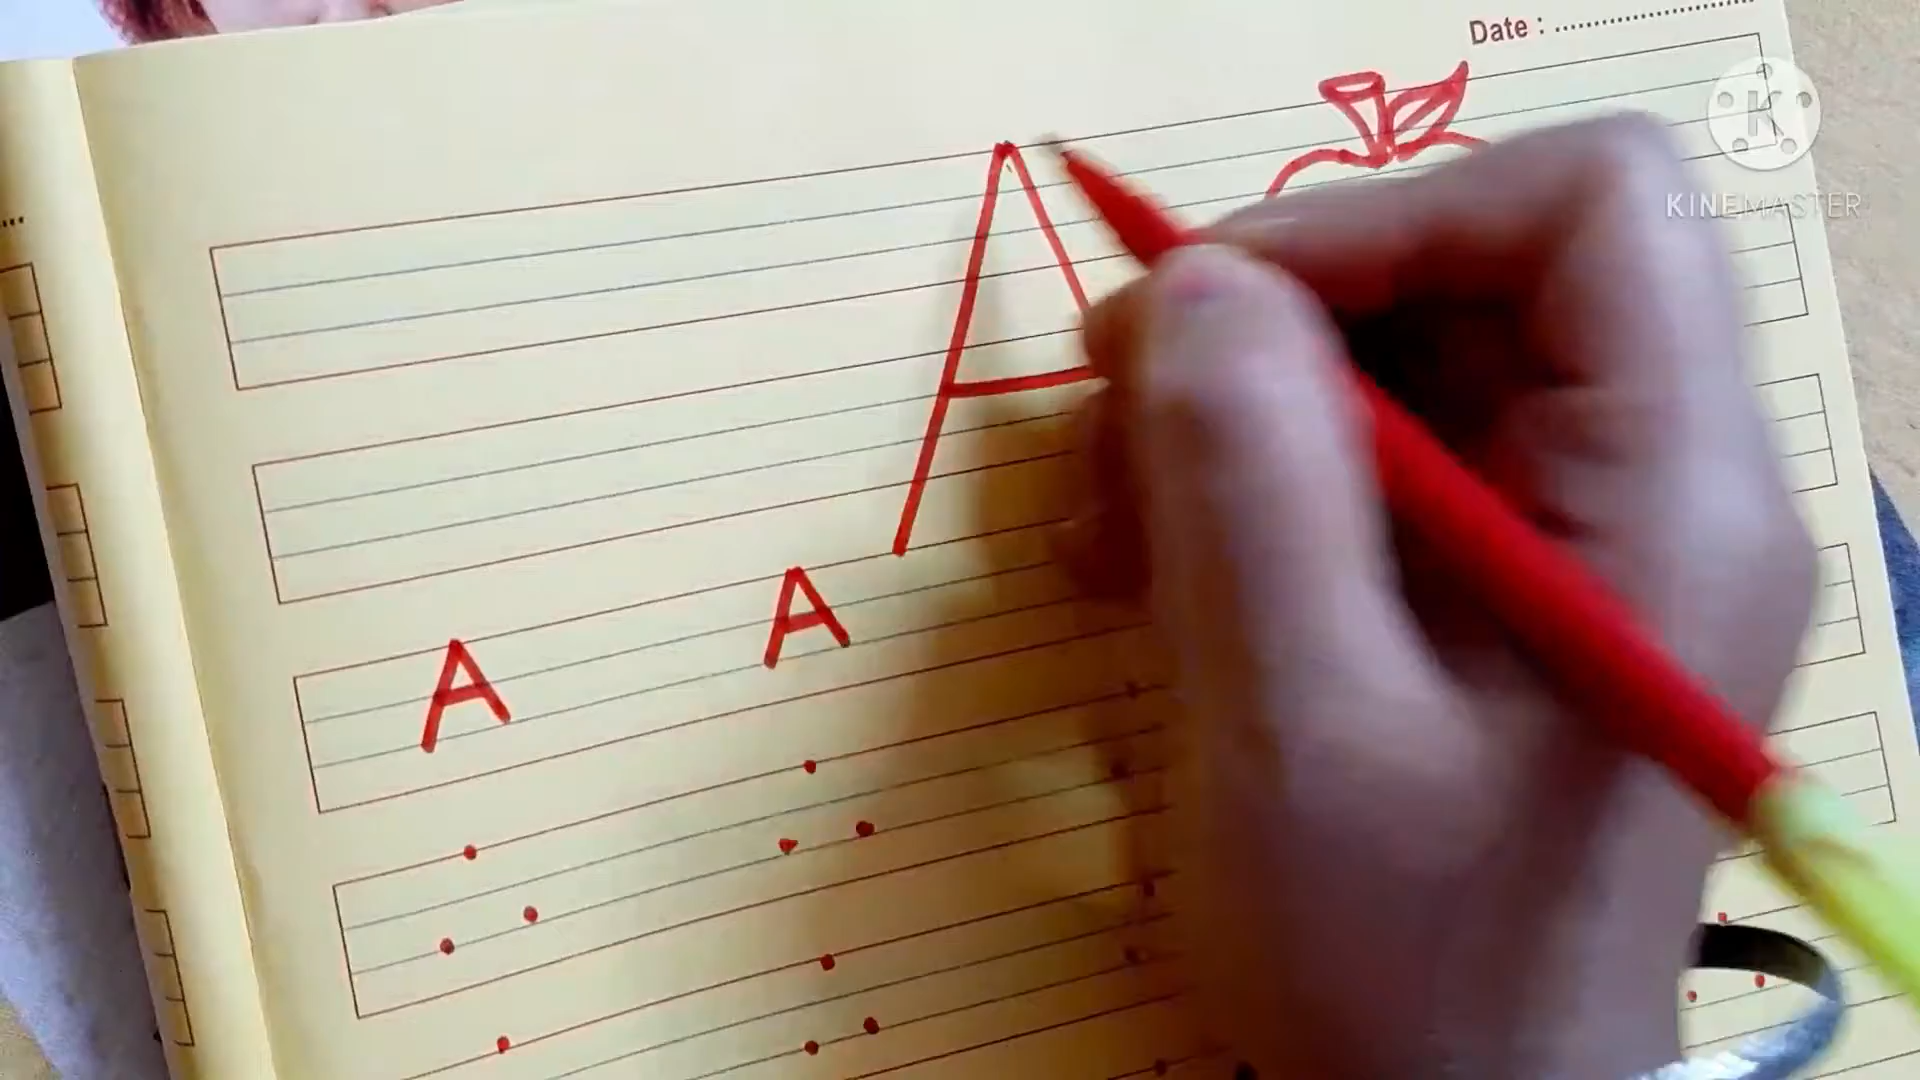 Date : ....................
K
KINEMASTER
A
A A